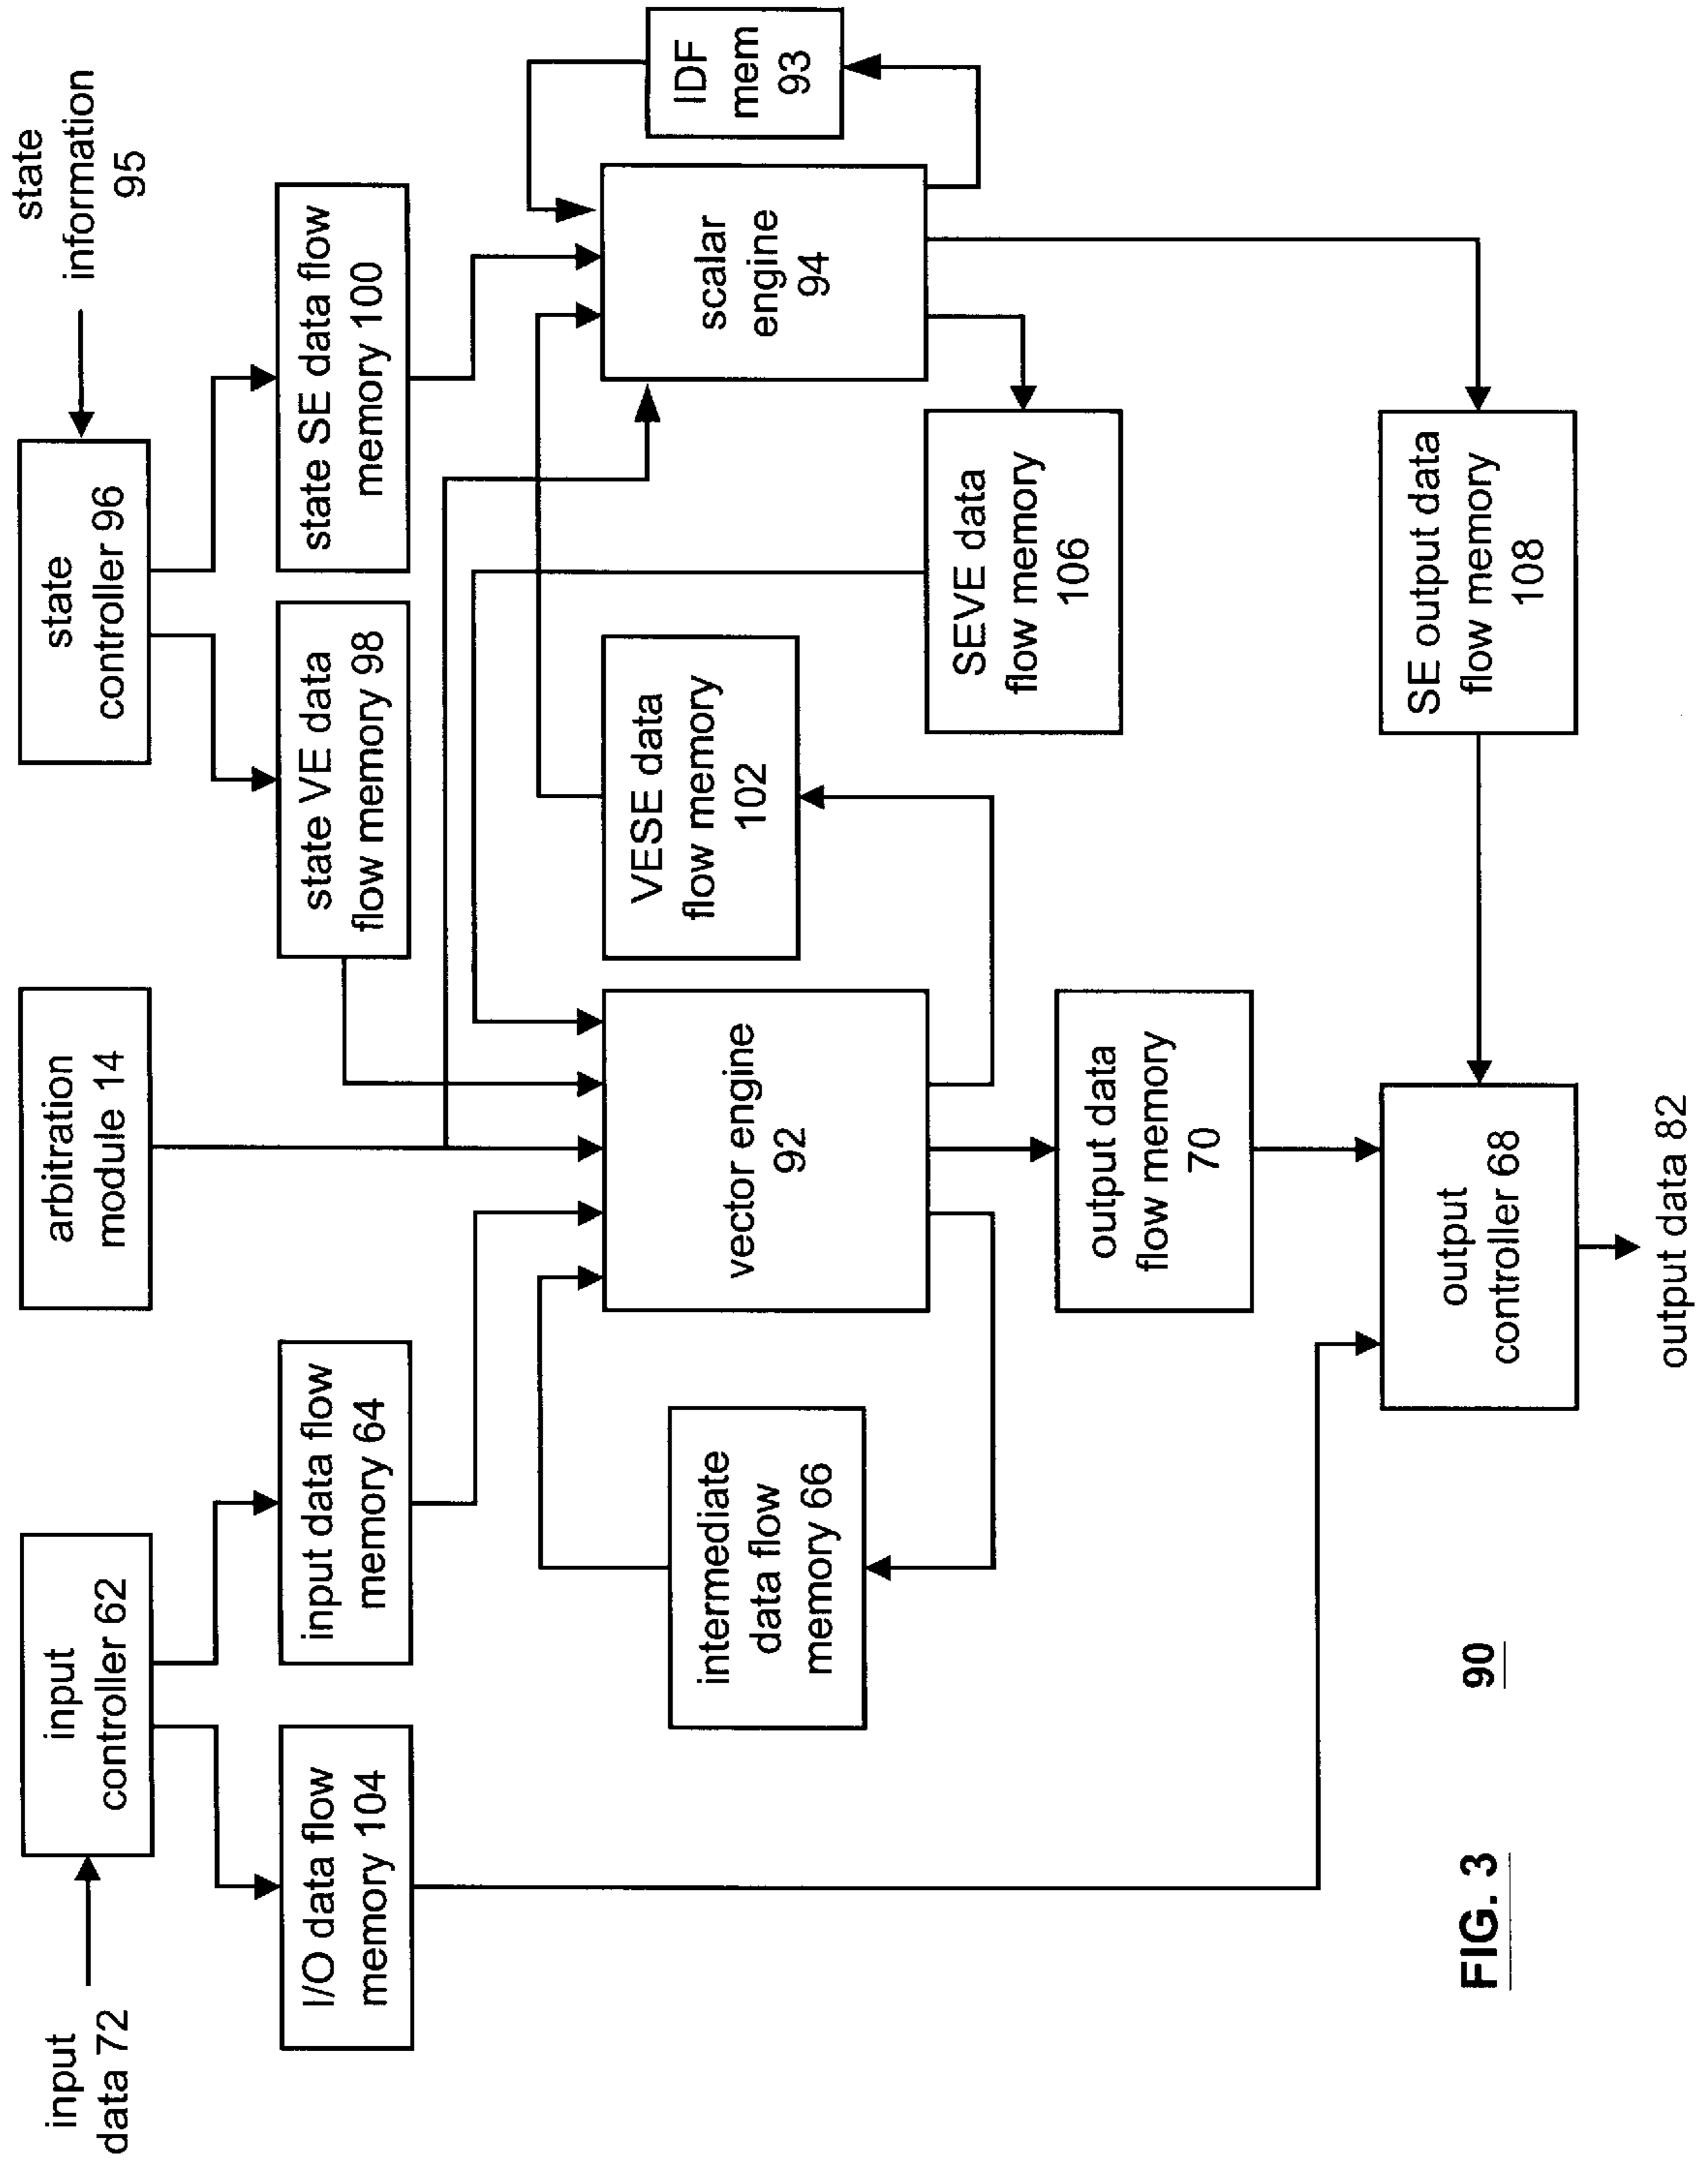 input
data 72
input
controller 62
arbitration
module 14
state
controller 96
state
information
95
I/O data flow
memory 104
input data flow
memory 64
state VE data
flow memory 98
state SE data flow
memory 100
intermediate
data flow
memory 66
vector engine
92
VESE data
flow memory
102
scalar
engine
94
IDF
mem
93
output data
flow memory
70
SEVE data
flow memory
106
output
controller 68
SE output data
flow memory
108
output data 82
FIG. 3
90